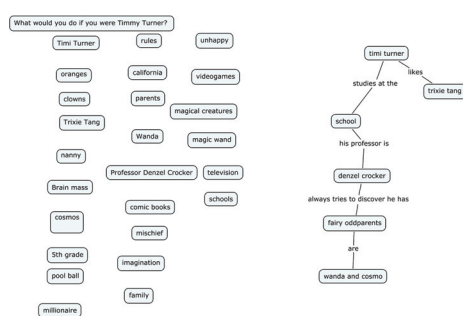 What would you do if you were Timmy Turner?
Timi Turner
rules
unhappy
oranges
california
videogames
clowns
parents
magical creatures
Trixie Tang
Wanda
magic wand
nanny
Professor Denzel Crocker
television
Brain mass
schools
comic books
cosmos
mischief
5th grade
imagination
pool ball
family
millionaire
timi turner
likes
studies at the
trixie tang
school
his professor is
denzel crocker
always tries to discover he has
fairy oddparents
are
wanda and cosmo